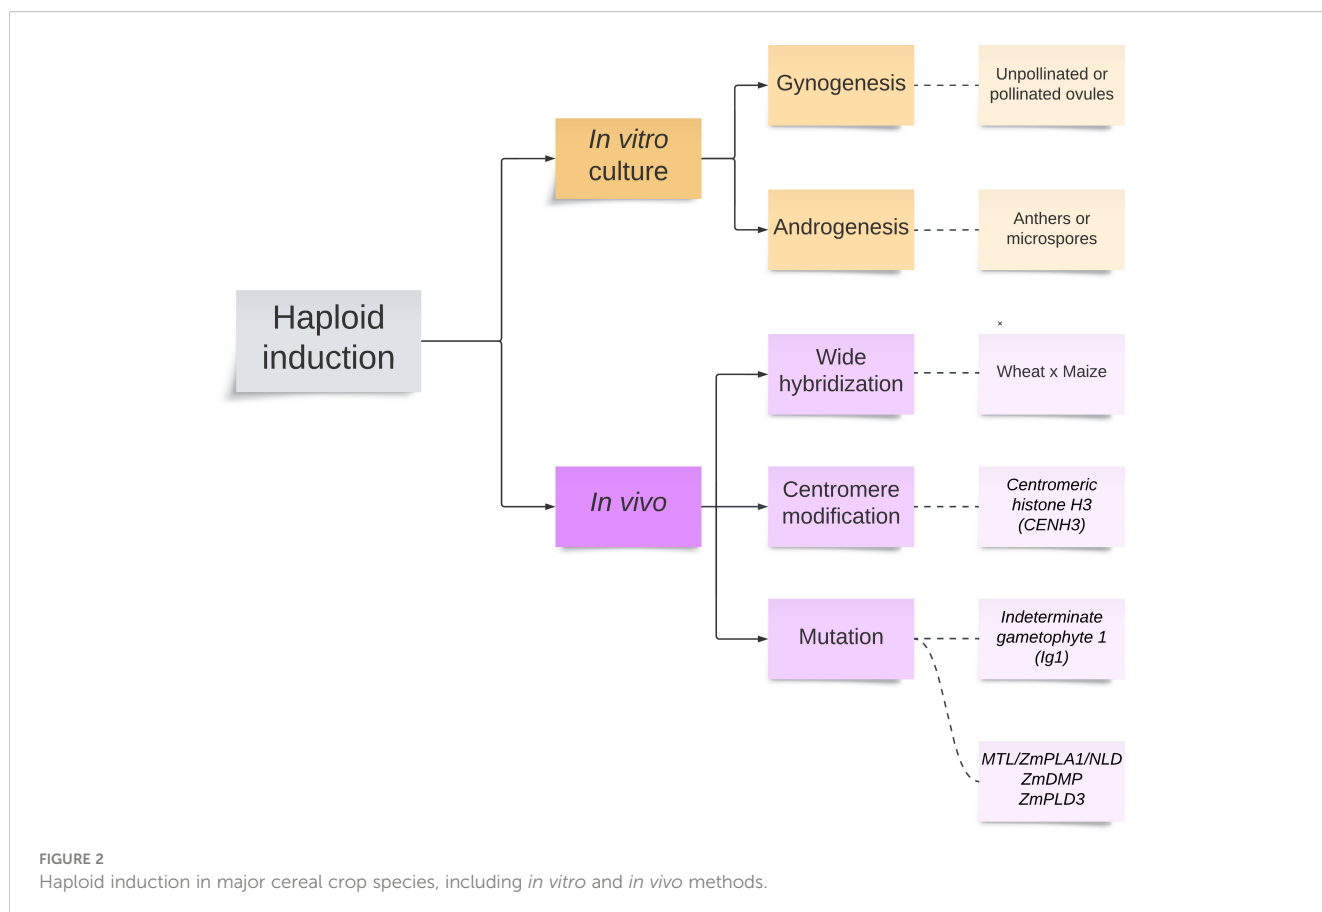 Haploid
induction
In vitro
culture
Gynogenesis
Unpollinated or
pollinated ovules
Androgenesis
Anthers or
microspores
In vivo
Wide
hybridization
×
Wheat x Maize
Centromere
modification
Centromeric
histone H3
(CENH3)
Mutation
Indeterminate
gametophyte 1
(Ig1)
MTL/ZmPLA1/NLD
ZmDMP
ZmPLD3
FIGURE 2
Haploid induction in major cereal crop species, including in vitro and in vivo methods.